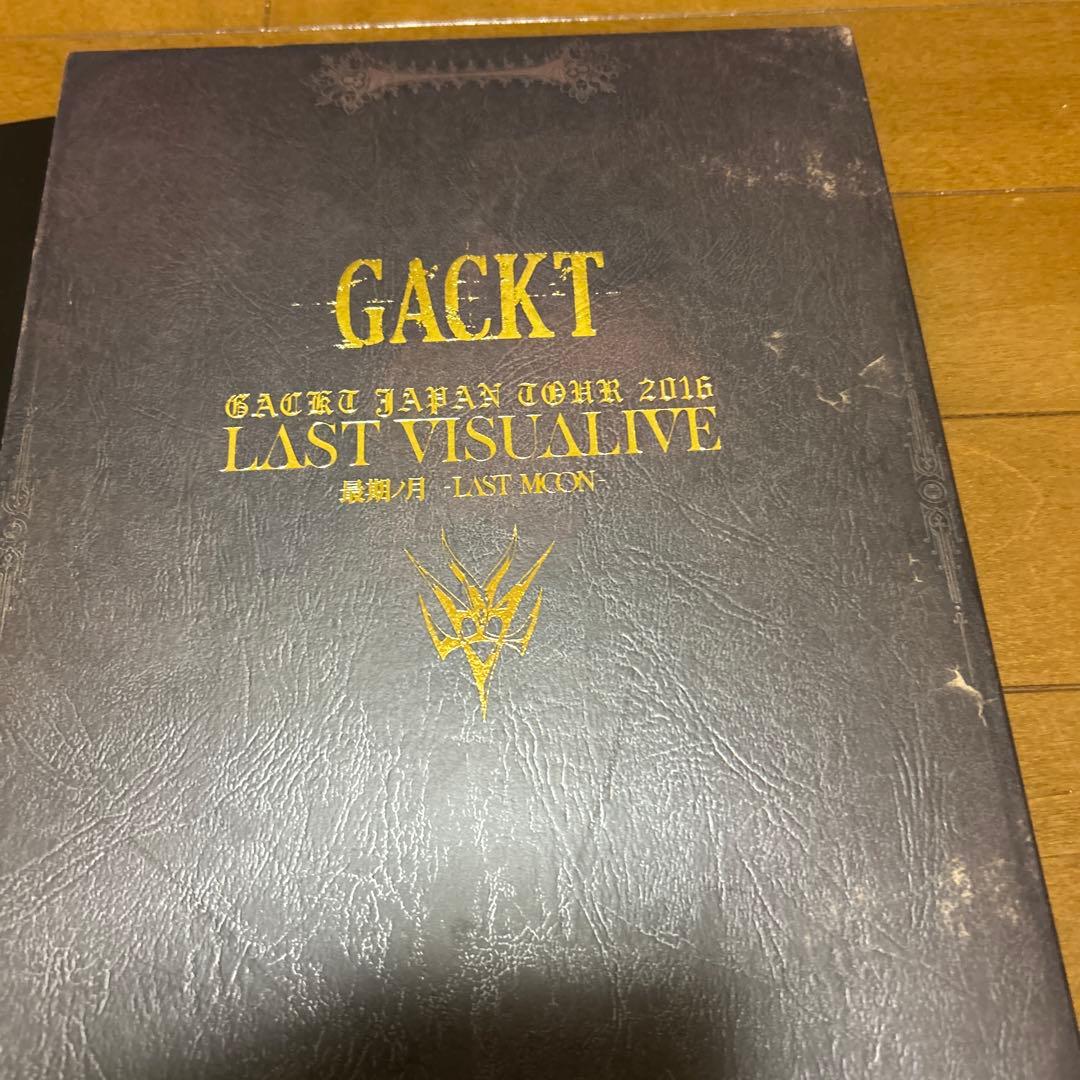 GACKT
GACKT JAPAN TOUR 2016
LAST VISUALIVE
最期ノ月 -LAST MOON-